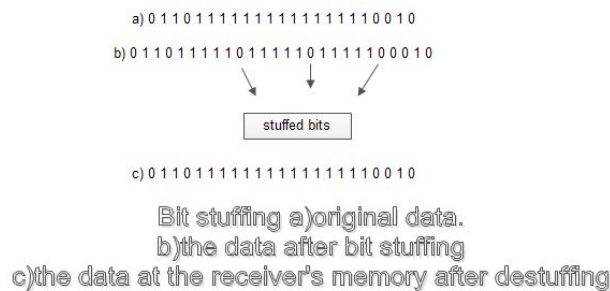 a) 0 1 1 0 1 1 1 1 1 1 1 1 1 1 1 1 1 1 1 1 0 0 1 0
b) 0 1 1 0 1 1 1 1 1 0 1 1 1 1 1 0 1 1 1 1 1 0 0 0 1 0
stuffed bits
c) 0 1 1 0 1 1 1 1 1 1 1 1 1 1 1 1 1 1 1 1 0 0 1 0
Bit stuffing a)original data.
b)the data after bit stuffing
c)the data at the receiver's memory after destuffing